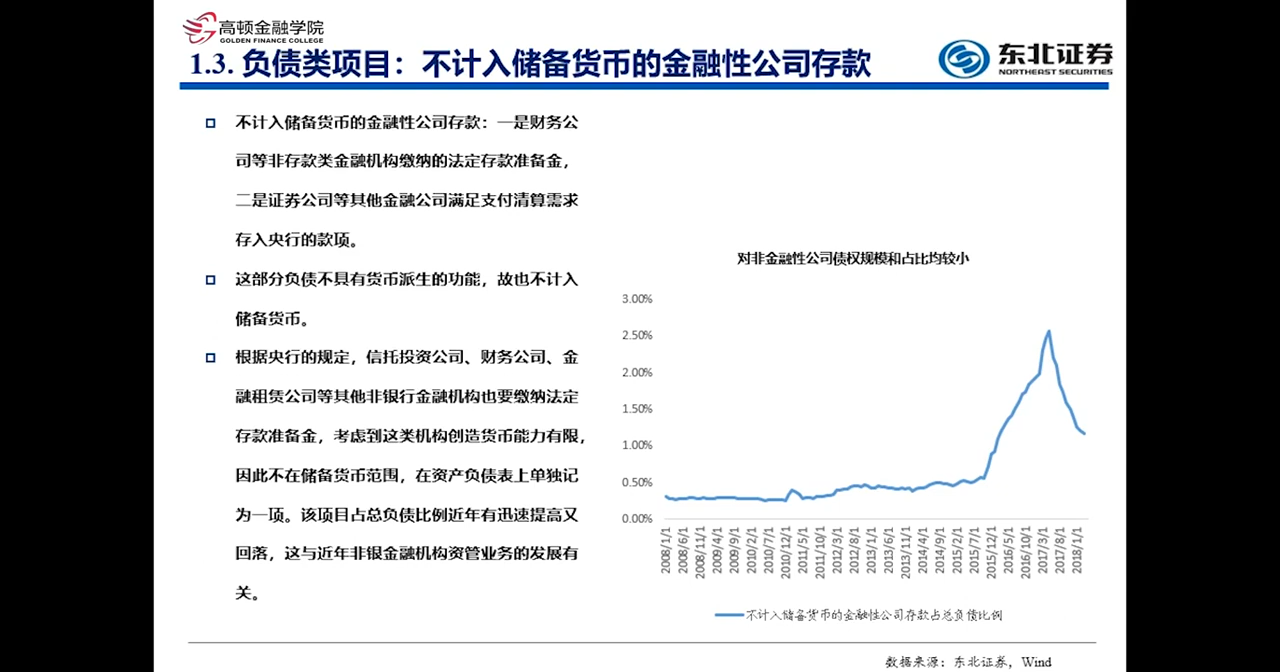 高顿金融学院
GOLDEN FINANCE COLLEGE
1.3. 负债类项目：不计入储备货币的金融性公司存款
东北证券
NORTHEAST SECURITIES
不计入储备货币的金融性公司存款：一是财务公
司等非存款类金融机构缴纳的法定存款准备金，
二是证券公司等其他金融公司满足支付清算需求
存入央行的款项。
这部分负债不具有货币派生的功能，故也不计入
储备货币。
根据央行的规定，信托投资公司、财务公司、金
融租赁公司等其他非银行金融机构也要缴纳法定
存款准备金，考虑到这类机构创造货币能力有限，
因此不在储备货币范围，在资产负债表上单独记
为一项。该项目占总负债比例近年有迅速提高又
回落，这与近年非银金融机构资管业务的发展有
关。
对非金融性公司债权规模和占比均较小
3.00%
2.50%
2.00%
1.50%
1.00%
0.50%
0.00%
2008/1/1
2008/6/1
2008/11/1
2009/4/1
2009/9/1
2010/2/1
2010/7/1
2010/12/1
2011/5/1
2011/10/1
2012/3/1
2012/8/1
2013/1/1
2013/6/1
2013/11/1
2014/4/1
2014/9/1
2015/2/1
2015/7/1
2015/12/1
2016/5/1
2016/10/1
2017/3/1
2017/8/1
2018/1/1
不计入储备货币的金融性公司存款占总负债比例
数据来源：东北证券，Wind